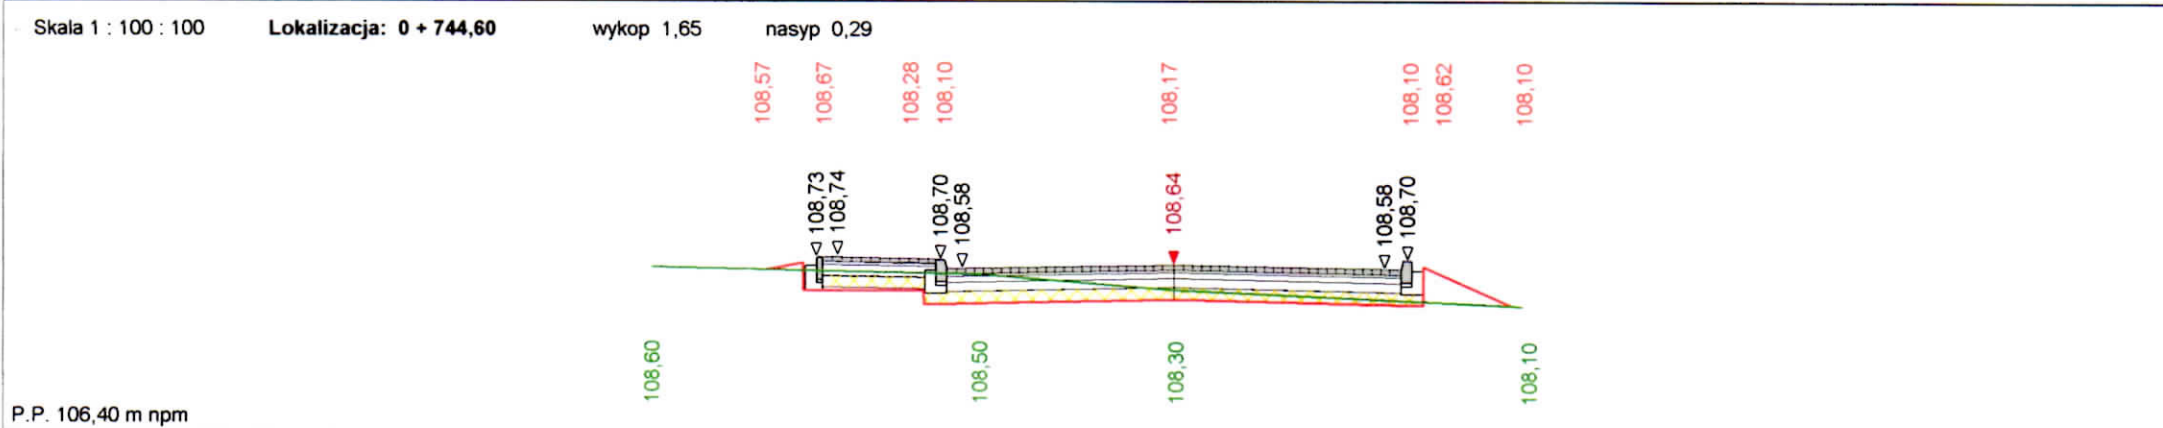 Skala 1 : 100 : 100 Lokalizacja: 0 + 744,60 wykop 1,65 nasyp 0,29
108,57 108,67 108,28 108,10 108,17 108,10 108,62 108,10
108,73 108,74 108,70 108,58 108,64 108,58 108,70
108,60 108,50 108,30 108,10
P.P. 106,40 m npm